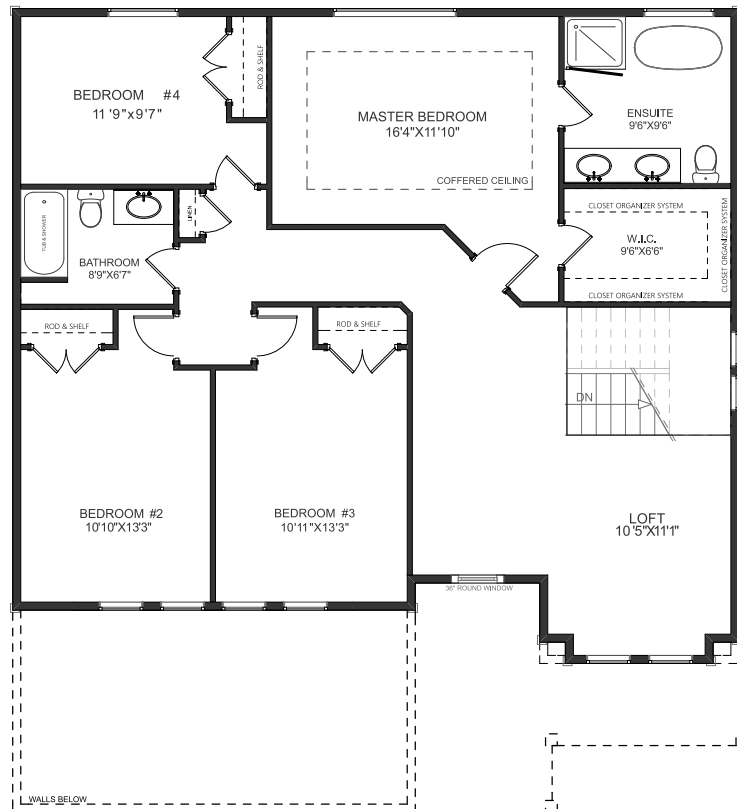 BEDROOM #4
11'9"x9'7"
ROD & SHELF
MASTER BEDROOM
16'4"X11'10"
COFFERED CEILING
ENSUITE
9'6"X9'6"
TUB & SHOWER
LINEN
BATHROOM
8'9"X6'7"
CLOSET ORGANIZER SYSTEM
W.I.C.
9'6"X6'6"
CLOSET ORGANIZER SYSTEM
CLOSET ORGANIZER SYSTEM
ROD & SHELF
ROD & SHELF
DN
BEDROOM #2
10'10"X13'3"
BEDROOM #3
10'11"X13'3"
LOFT
10'5"X11'1"
36" ROUND WINDOW
WALLS BELOW